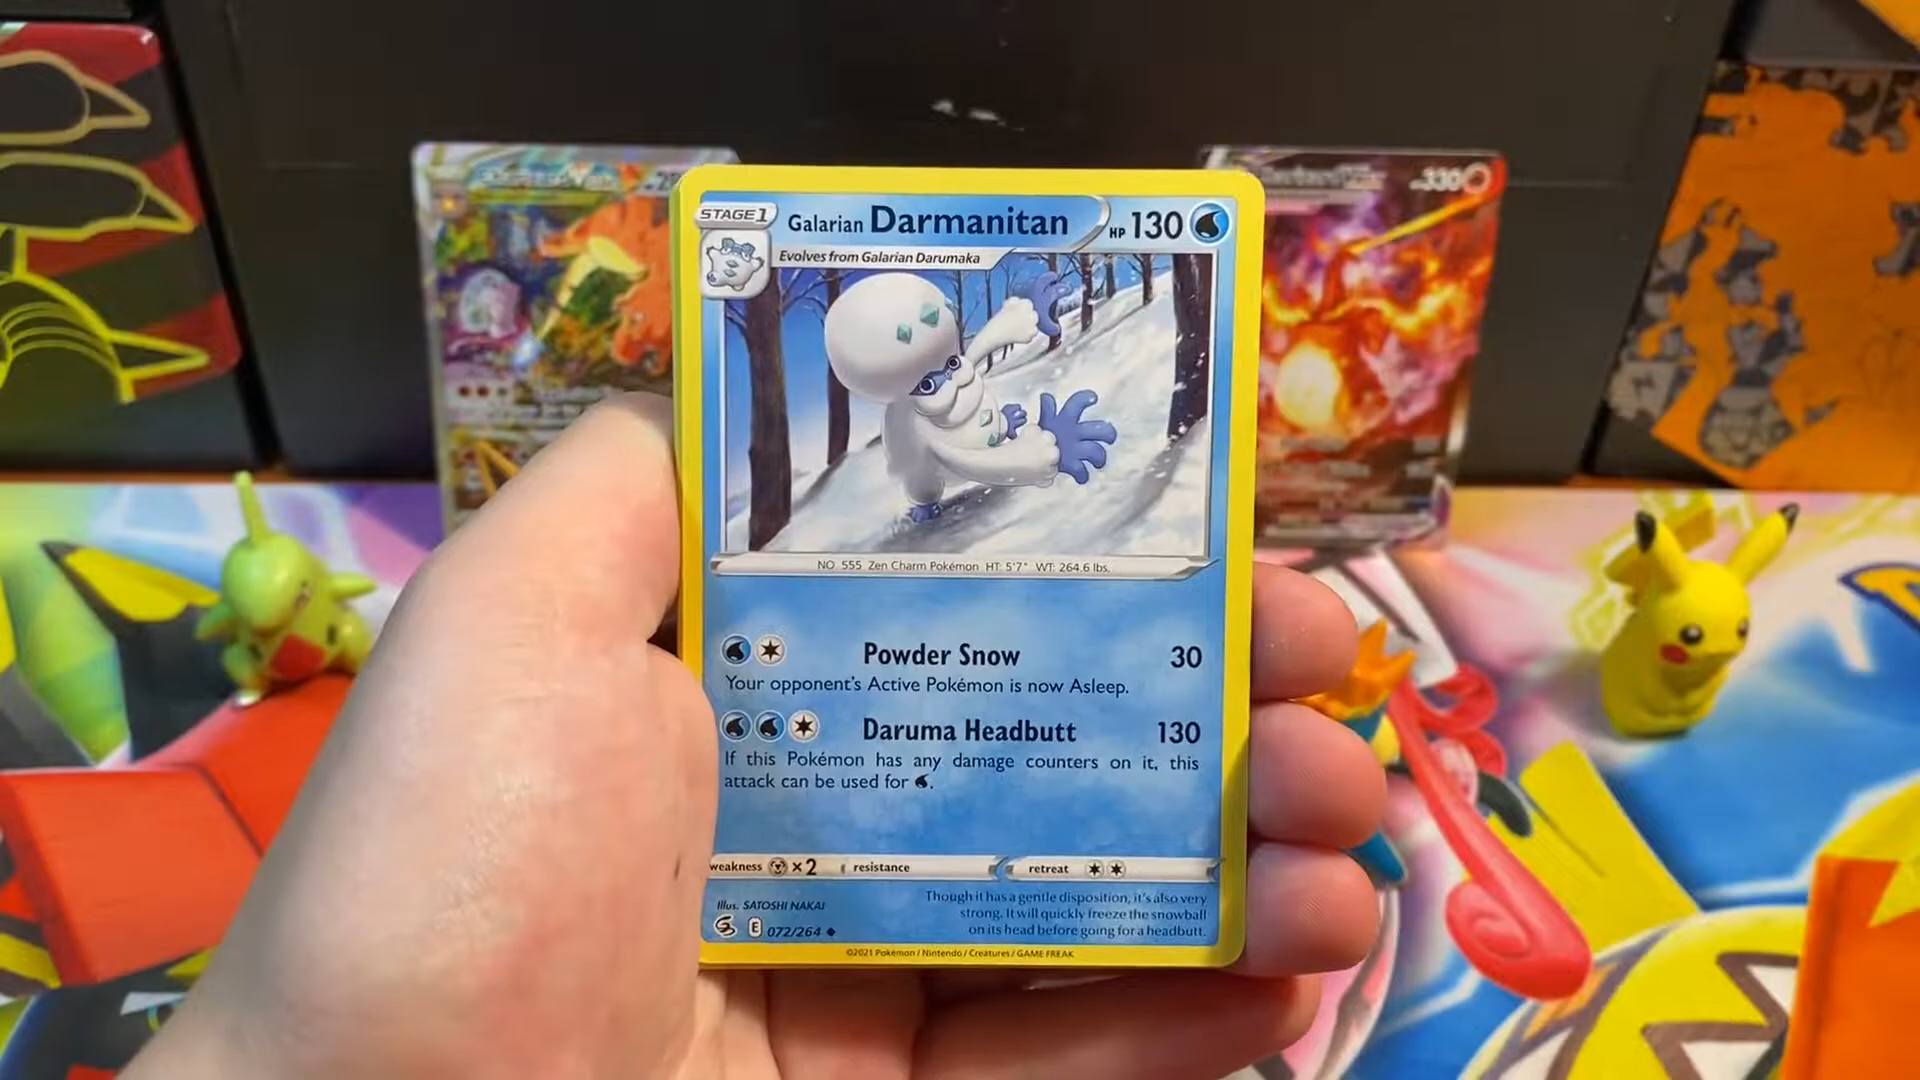 STAGE 1
Galarian Darmanitan HP 130
Evolves from Galarian Darumaka
NO 555 Zen Charm Pokémon HT: 5'7" WT: 264.6 lbs.
Powder Snow 30
Your opponent's Active Pokémon is now Asleep.
Daruma Headbutt 130
If this Pokémon has any damage counters on it, this
attack can be used for .
weakness ×2 resistance retreat
Illus. SATOSHI NAKAI
E 072/264
Though it has a gentle disposition, it's also very
strong. It will quickly freeze the snowball
on its head before going for a headbutt.
©2021 Pokémon / Nintendo / Creatures / GAME FREAK
330